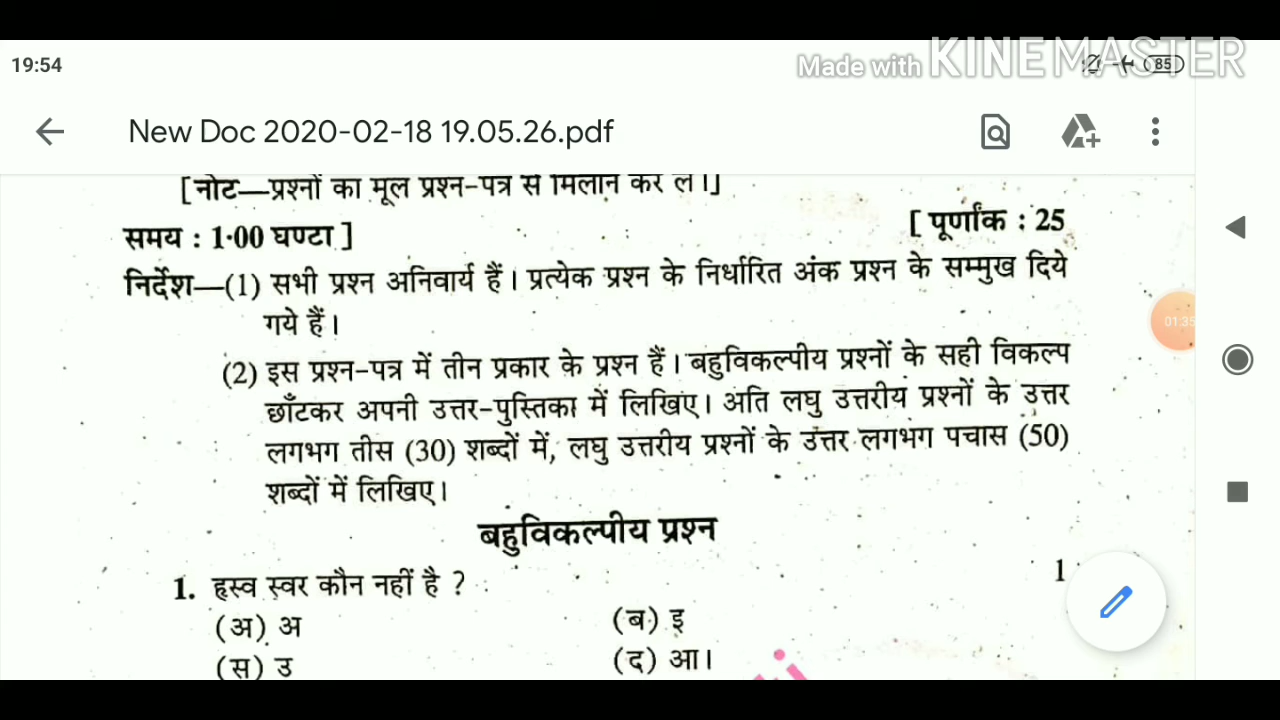 Made with KINEMASTER
19:54
85
New Doc 2020-02-18 19.05.26.pdf
[नोट—प्रश्नों का मूल प्रश्न-पत्र से मिलान कर लें।]
समय : 1·00 घण्टा ]
[ पूर्णांक : 25
निर्देश—(1) सभी प्रश्न अनिवार्य हैं। प्रत्येक प्रश्न के निर्धारित अंक प्रश्न के सम्मुख दिये
गये हैं।
01:35
(2) इस प्रश्न-पत्र में तीन प्रकार के प्रश्न हैं। बहुविकल्पीय प्रश्नों के सही विकल्प
छाँटकर अपनी उत्तर-पुस्तिका में लिखिए। अति लघु उत्तरीय प्रश्नों के उत्तर
लगभग तीस (30) शब्दों में, लघु उत्तरीय प्रश्नों के उत्तर लगभग पचास (50)
शब्दों में लिखिए।
बहुविकल्पीय प्रश्न
1. हृस्व स्वर कौन नहीं है ? 1
(अ) अ (ब) इ
(स) उ (द) आ।